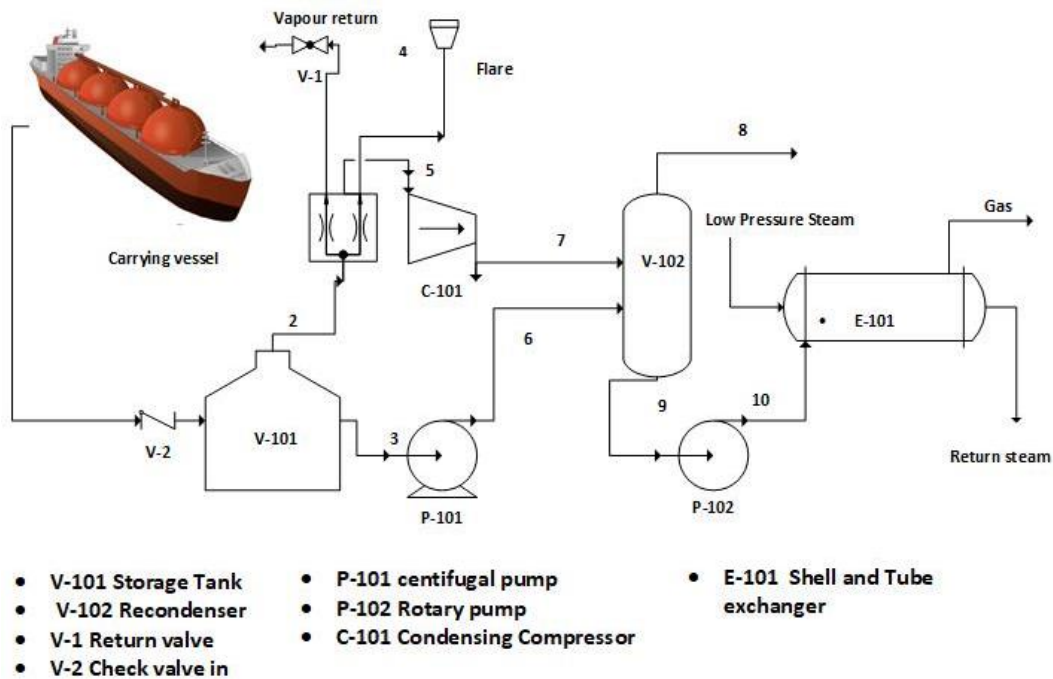 Vapour return
4
Flare
V-1
8
5
Low Pressure Steam
Gas
7
Carrying vessel
V-102
C-101
E-101
2
6
9
10
V-101
3
V-2
Return steam
P-101
P-102
• V-101 Storage Tank
• V-102 Recondenser
• V-1 Return valve
• V-2 Check valve in
• P-101 centifugal pump
• P-102 Rotary pump
• C-101 Condensing Compressor
• E-101 Shell and Tube
exchanger